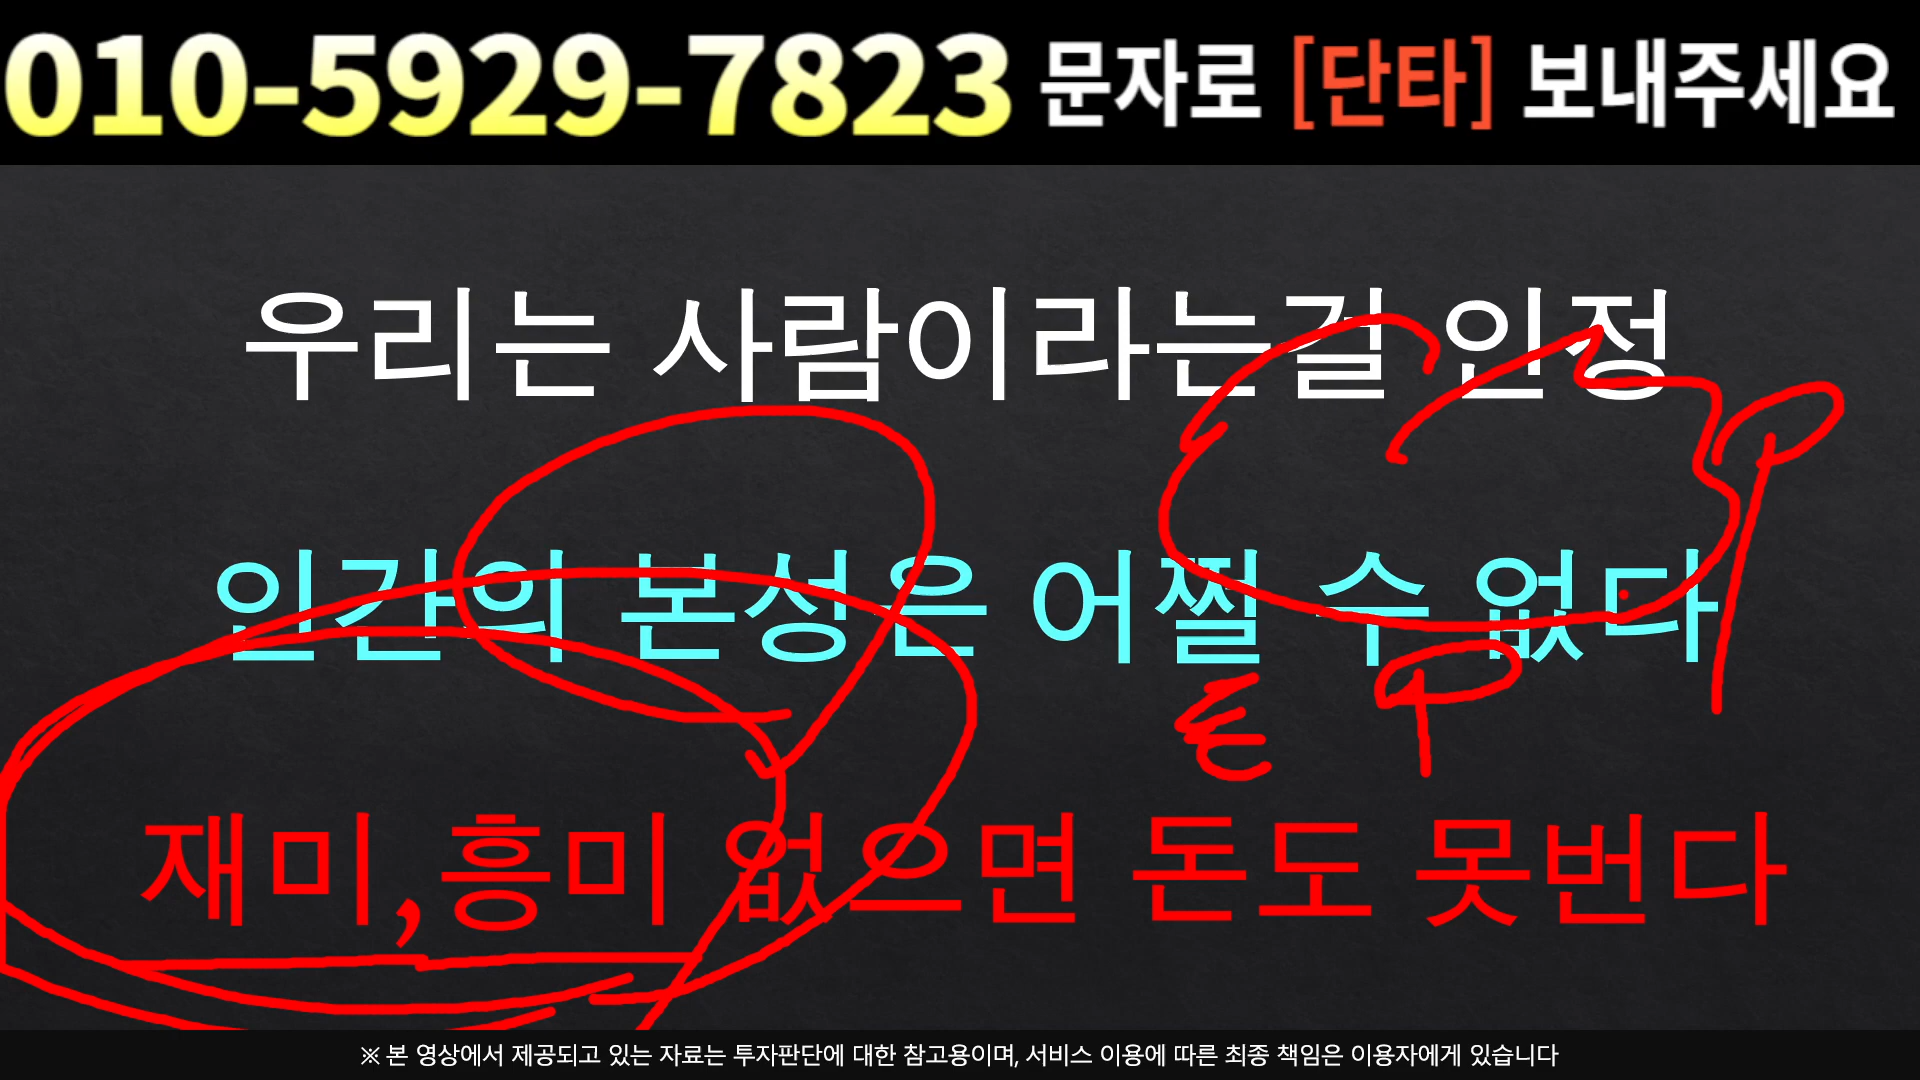 010-5929-7823 문자로 [단타] 보내주세요
우리는 사람이라는걸 인정
인간의 본성은 어쩔 수 없다
재미,흥미 없으면 돈도 못번다
※ 본 영상에서 제공되고 있는 자료는 투자판단에 대한 참고용이며, 서비스 이용에 따른 최종 책임은 이용자에게 있습니다